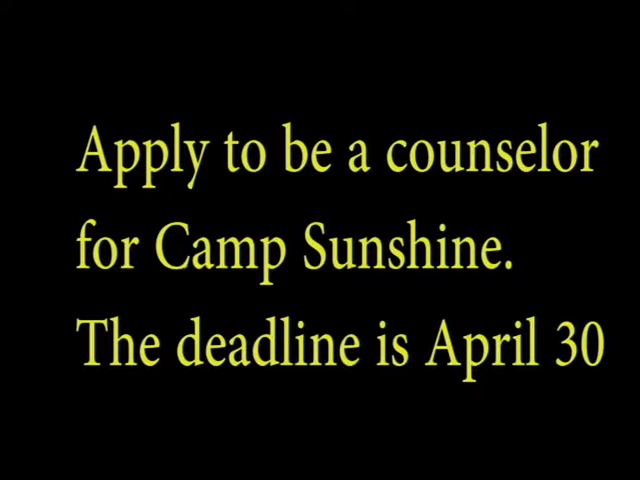 Apply to be a counselor
for Camp Sunshine.
The deadline is April 30